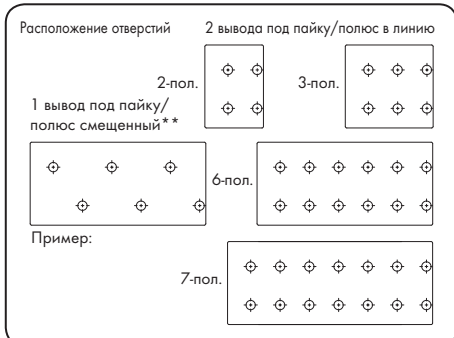 Расположение отверстий
2 вывода под пайку/полюс в линию
2-пол.
3-пол.
1 вывод под пайку/
полюс смещенный**
6-пол.
Пример:
7-пол.